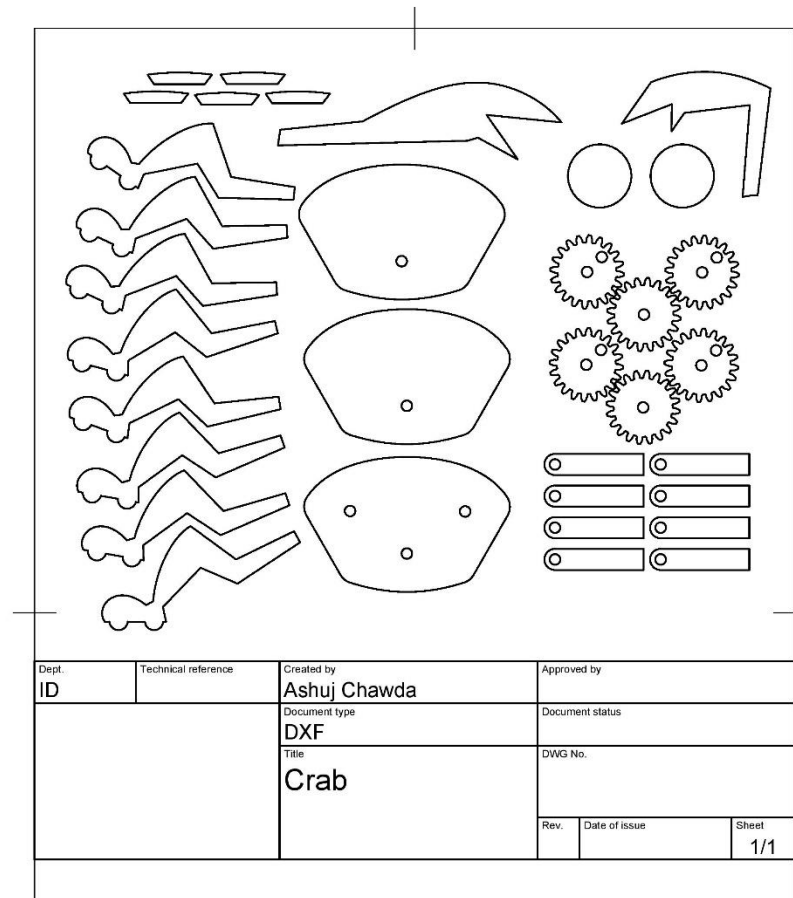 Dept.
ID
Technical reference
Created by
Ashuj Chawda
Approved by
Document type
DXF
Document status
Title
Crab
DWG No.
Rev.
Date of issue
Sheet
1/1